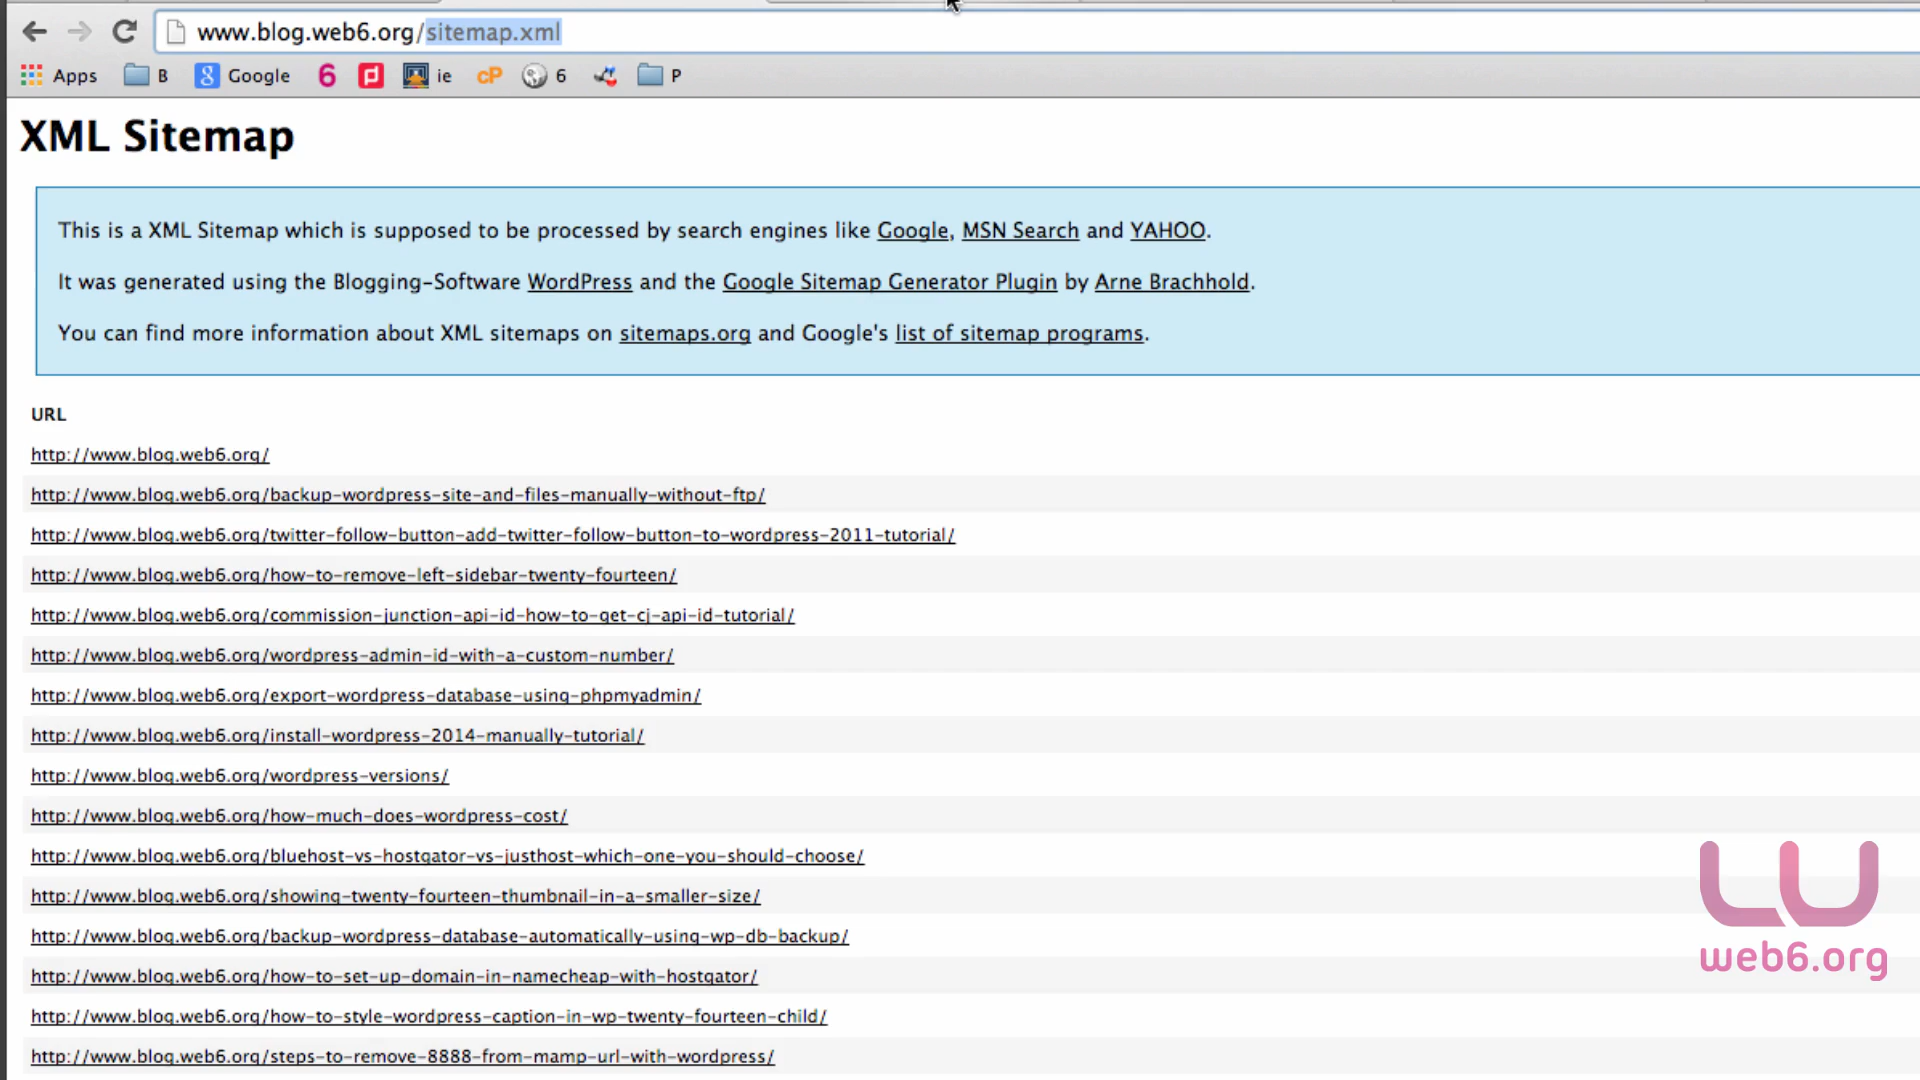 www.blog.web6.org/sitemap.xml
Apps B Google 6 ie cP 6 P
XML Sitemap
This is a XML Sitemap which is supposed to be processed by search engines like Google, MSN Search and YAHOO.
It was generated using the Blogging-Software WordPress and the Google Sitemap Generator Plugin by Arne Brachhold.
You can find more information about XML sitemaps on sitemaps.org and Google's list of sitemap programs.
URL
http://www.blog.web6.org/
http://www.blog.web6.org/backup-wordpress-site-and-files-manually-without-ftp/
http://www.blog.web6.org/twitter-follow-button-add-twitter-follow-button-to-wordpress-2011-tutorial/
http://www.blog.web6.org/how-to-remove-left-sidebar-twenty-fourteen/
http://www.blog.web6.org/commission-junction-api-id-how-to-get-cj-api-id-tutorial/
http://www.blog.web6.org/wordpress-admin-id-with-a-custom-number/
http://www.blog.web6.org/export-wordpress-database-using-phpmyadmin/
http://www.blog.web6.org/install-wordpress-2014-manually-tutorial/
http://www.blog.web6.org/wordpress-versions/
http://www.blog.web6.org/how-much-does-wordpress-cost/
http://www.blog.web6.org/bluehost-vs-hostgator-vs-justhost-which-one-you-should-choose/
http://www.blog.web6.org/showing-twenty-fourteen-thumbnail-in-a-smaller-size/
http://www.blog.web6.org/backup-wordpress-database-automatically-using-wp-db-backup/
http://www.blog.web6.org/how-to-set-up-domain-in-namecheap-with-hostgator/
http://www.blog.web6.org/how-to-style-wordpress-caption-in-wp-twenty-fourteen-child/
http://www.blog.web6.org/steps-to-remove-8888-from-mamp-url-with-wordpress/
web6.org